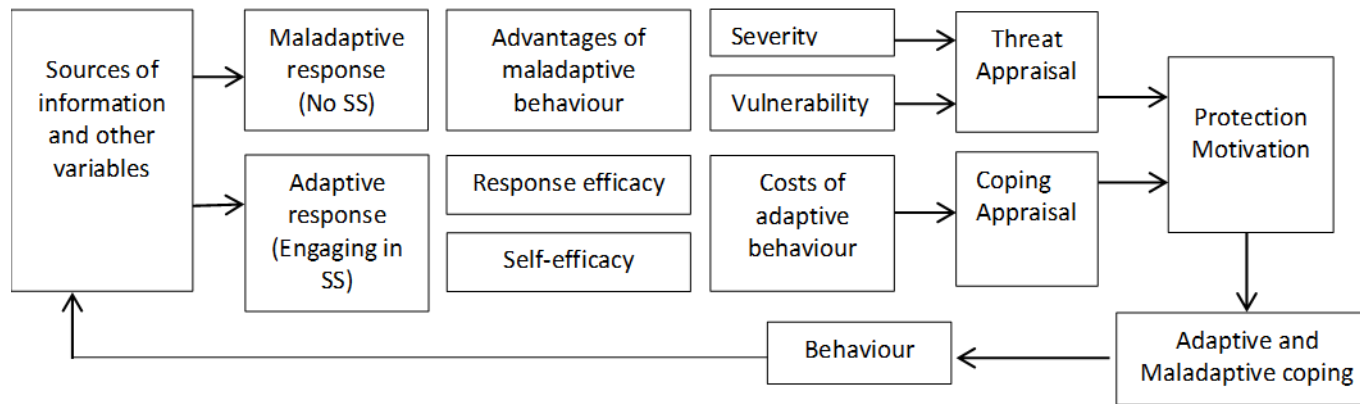 Sources of
information
and other
variables
Maladaptive
response
(No SS)
Advantages of
maladaptive
behaviour
Severity
Vulnerability
Threat
Appraisal
Protection
Motivation
Adaptive
response
(Engaging in
SS)
Response efficacy
Self-efficacy
Costs of
adaptive
behaviour
Coping
Appraisal
Behaviour
Adaptive and
Maladaptive coping